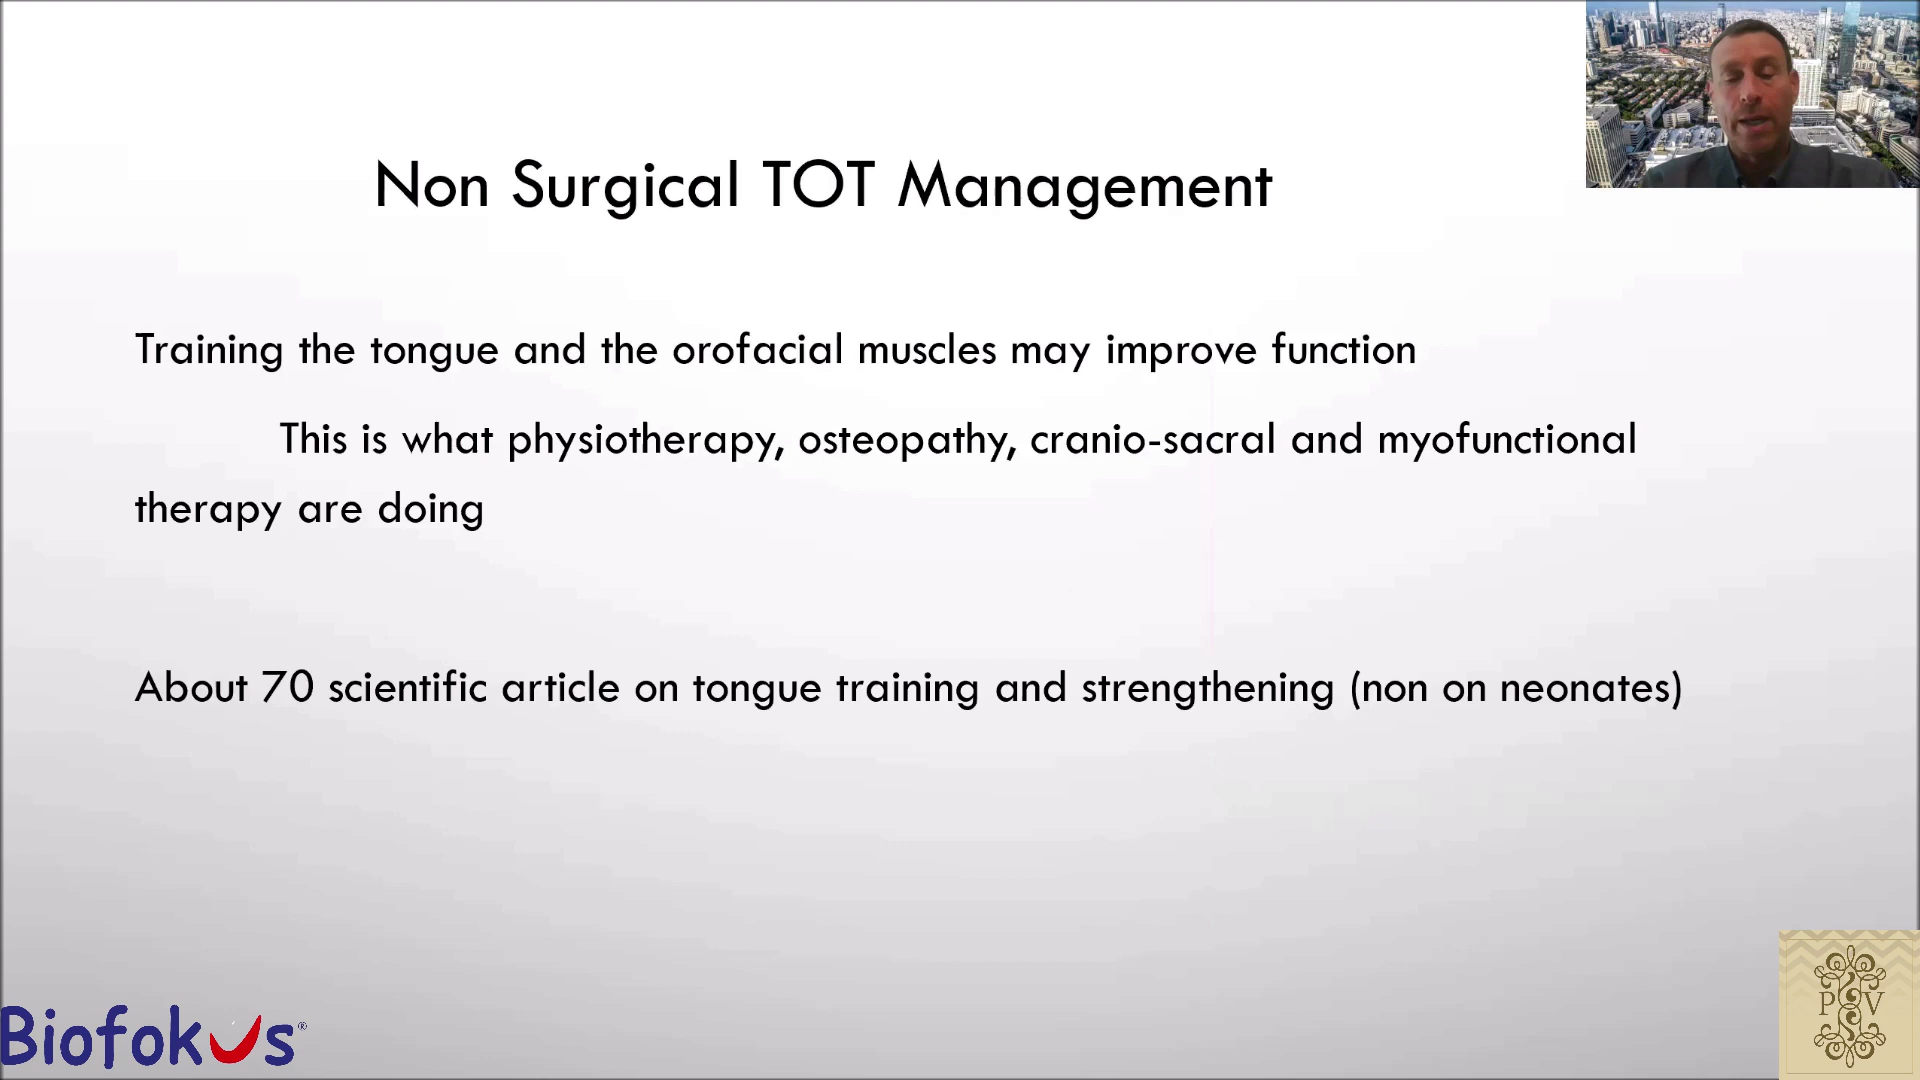 Non Surgical TOT Management
Training the tongue and the orofacial muscles may improve function
This is what physiotherapy, osteopathy, cranio-sacral and myofunctional
therapy are doing
About 70 scientific article on tongue training and strengthening (non on neonates)
Biofokus®
P S V
S